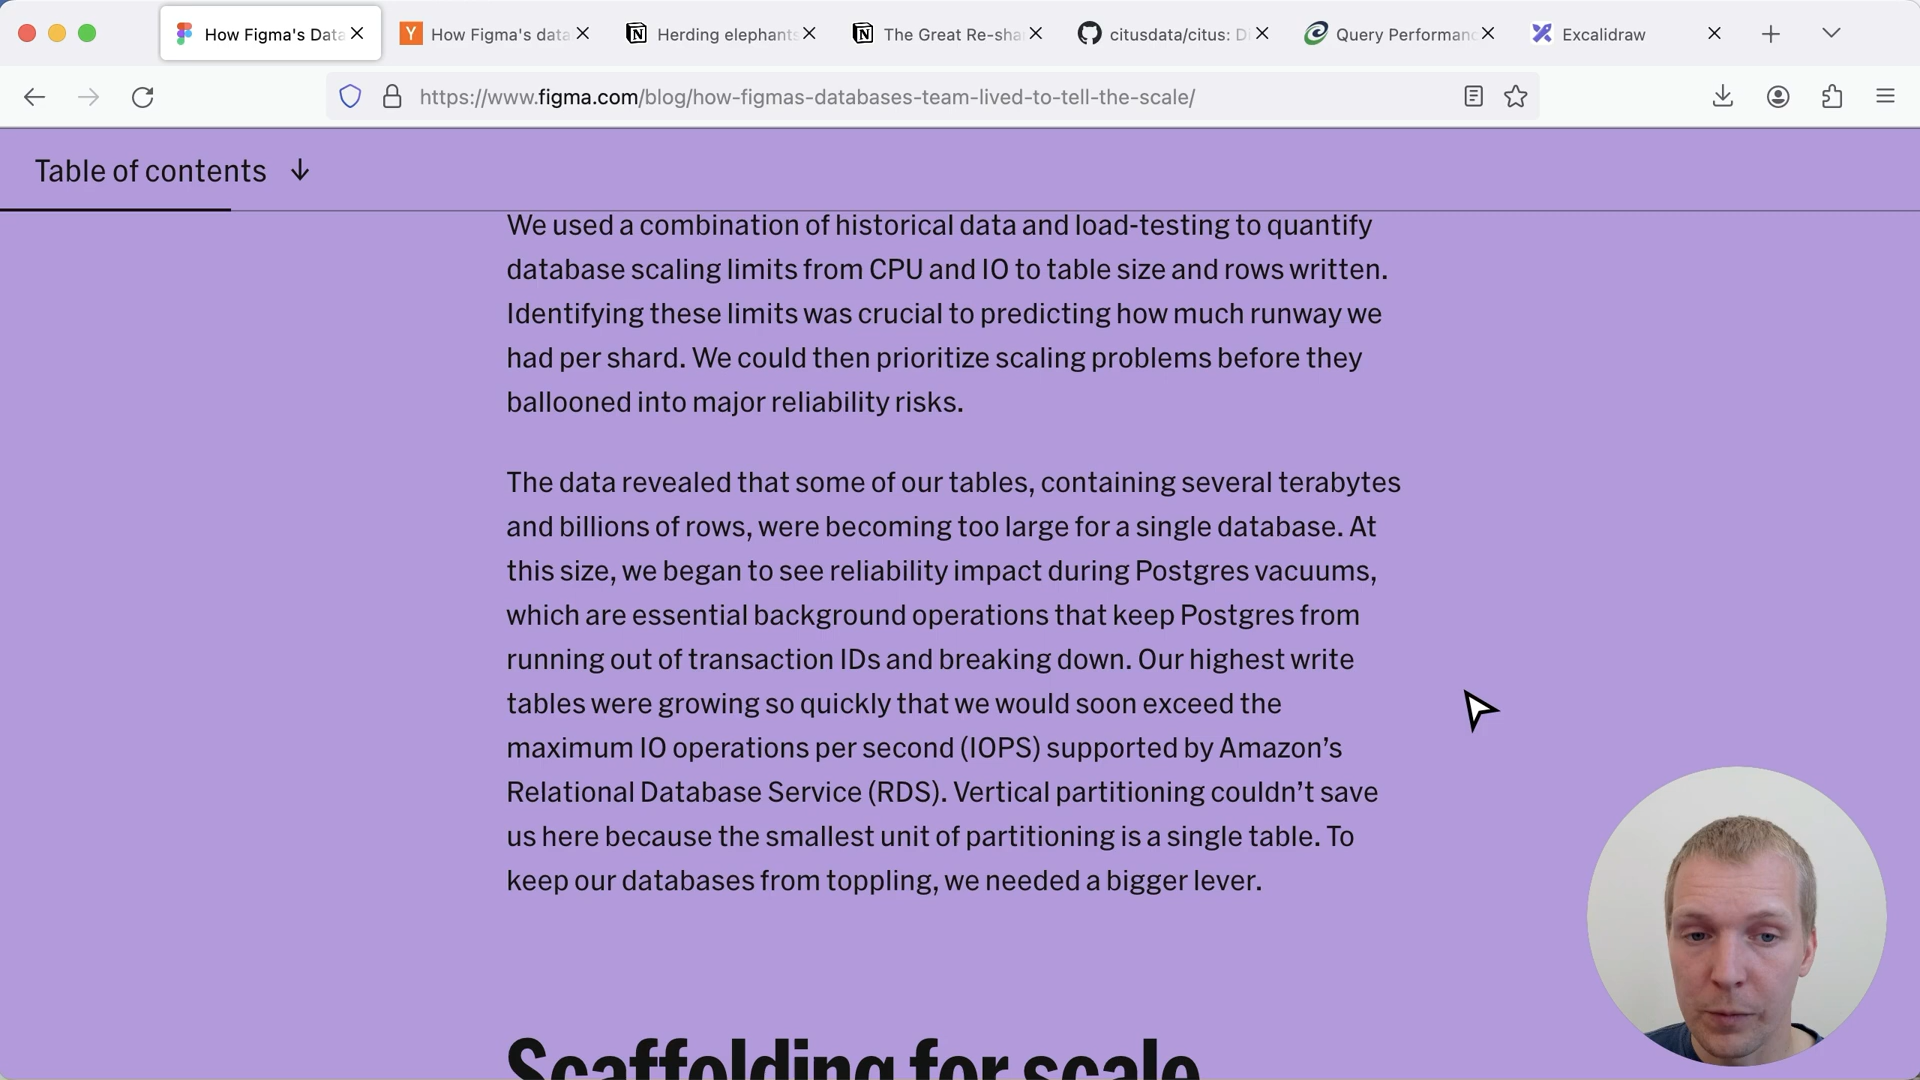 How Figma's Data
How Figma's data
Herding elephants
The Great Re-sha
citusdata/citus: Di
Query Performanc
Excalidraw
https://www.figma.com/blog/how-figmas-databases-team-lived-to-tell-the-scale/
Table of contents ↓
We used a combination of historical data and load-testing to quantify
database scaling limits from CPU and IO to table size and rows written.
Identifying these limits was crucial to predicting how much runway we
had per shard. We could then prioritize scaling problems before they
ballooned into major reliability risks.
The data revealed that some of our tables, containing several terabytes
and billions of rows, were becoming too large for a single database. At
this size, we began to see reliability impact during Postgres vacuums,
which are essential background operations that keep Postgres from
running out of transaction IDs and breaking down. Our highest write
tables were growing so quickly that we would soon exceed the
maximum IO operations per second (IOPS) supported by Amazon’s
Relational Database Service (RDS). Vertical partitioning couldn’t save
us here because the smallest unit of partitioning is a single table. To
keep our databases from toppling, we needed a bigger lever.
Scaffolding for scale